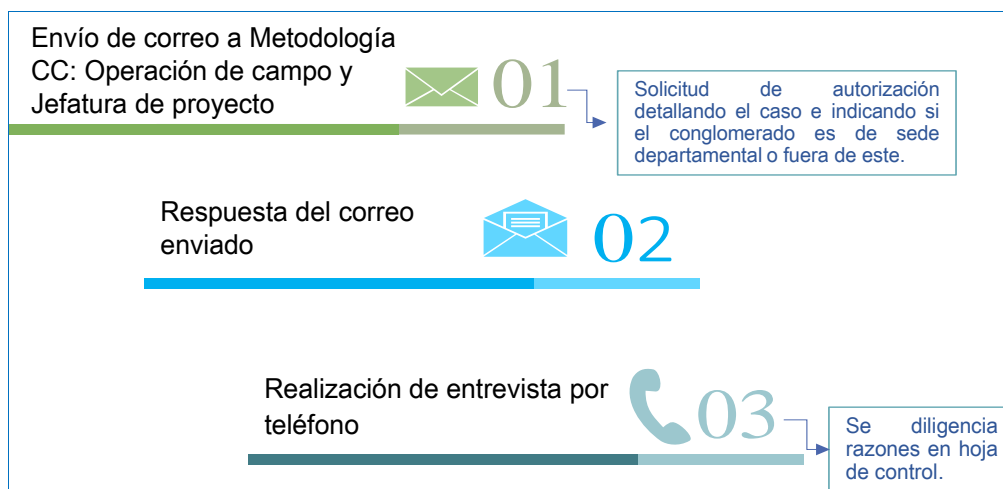 Envío de correo a Metodología
CC: Operación de campo y
Jefatura de proyecto
01
Solicitud de autorización
detallando el caso e indicando si
el conglomerado es de sede
departamental o fuera de este.
Respuesta del correo
enviado
02
Realización de entrevista por
teléfono
03
Se diligencia
razones en hoja
de control.